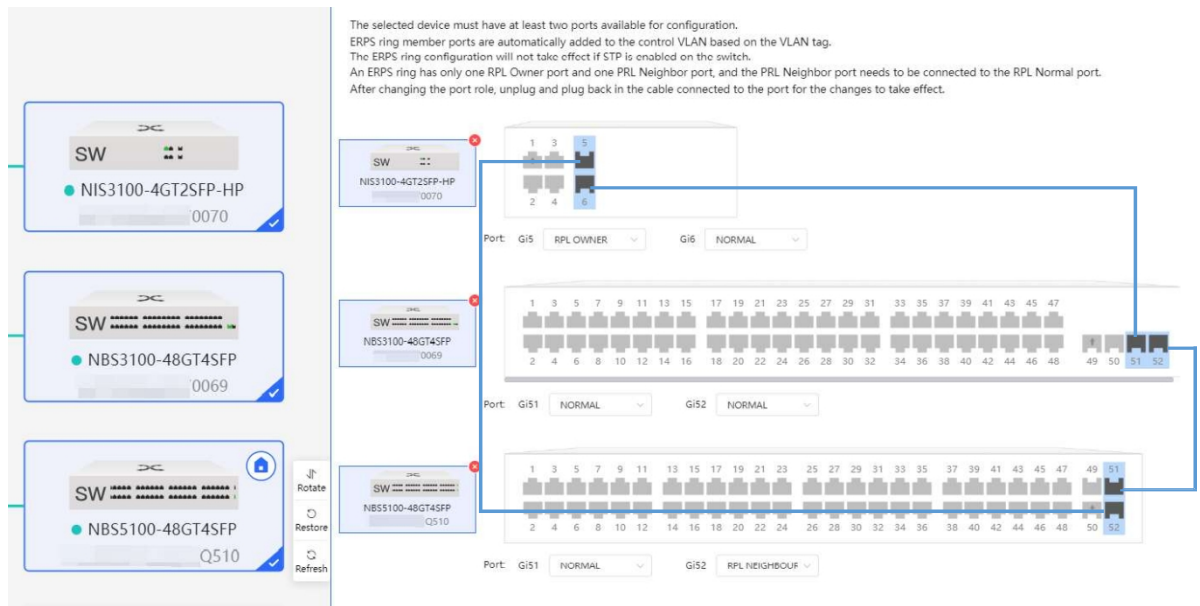 The selected device must have at least two ports available for configuration.
ERPS ring member ports are automatically added to the control VLAN based on the VLAN tag.
The ERPS ring configuration will not take effect if STP is enabled on the switch.
An ERPS ring has only one RPL Owner port and one PRL Neighbor port, and the PRL Neighbor port needs to be connected to the RPL Normal port.
After changing the port role, unplug and plug back in the cable connected to the port for the changes to take effect.
SW
NIS3100-4GT2SFP-HP
0070
SW
NBS3100-48GT4SFP
0069
SW
NBS5100-48GT4SFP
Q510
Rotate
Restore
Refresh
SW
NIS3100-4GT2SFP-HP
0070
1 3 5
2 4 6
Port: Gi5 RPL OWNER Gi6 NORMAL
SW
NBS3100-48GT4SFP
0069
1 3 5 7 9 11 13 15 17 19 21 23 25 27 29 31 33 35 37 39 41 43 45 47
2 4 6 8 10 12 14 16 18 20 22 24 26 28 30 32 34 36 38 40 42 44 46 48 49 50 51 52
Port: Gi51 NORMAL Gi52 NORMAL
SW
NBS5100-48GT4SFP
Q510
1 3 5 7 9 11 13 15 17 19 21 23 25 27 29 31 33 35 37 39 41 43 45 47 49 51
2 4 6 8 10 12 14 16 18 20 22 24 26 28 30 32 34 36 38 40 42 44 46 48 50 52
Port: Gi51 NORMAL Gi52 RPL NEIGHBOUR